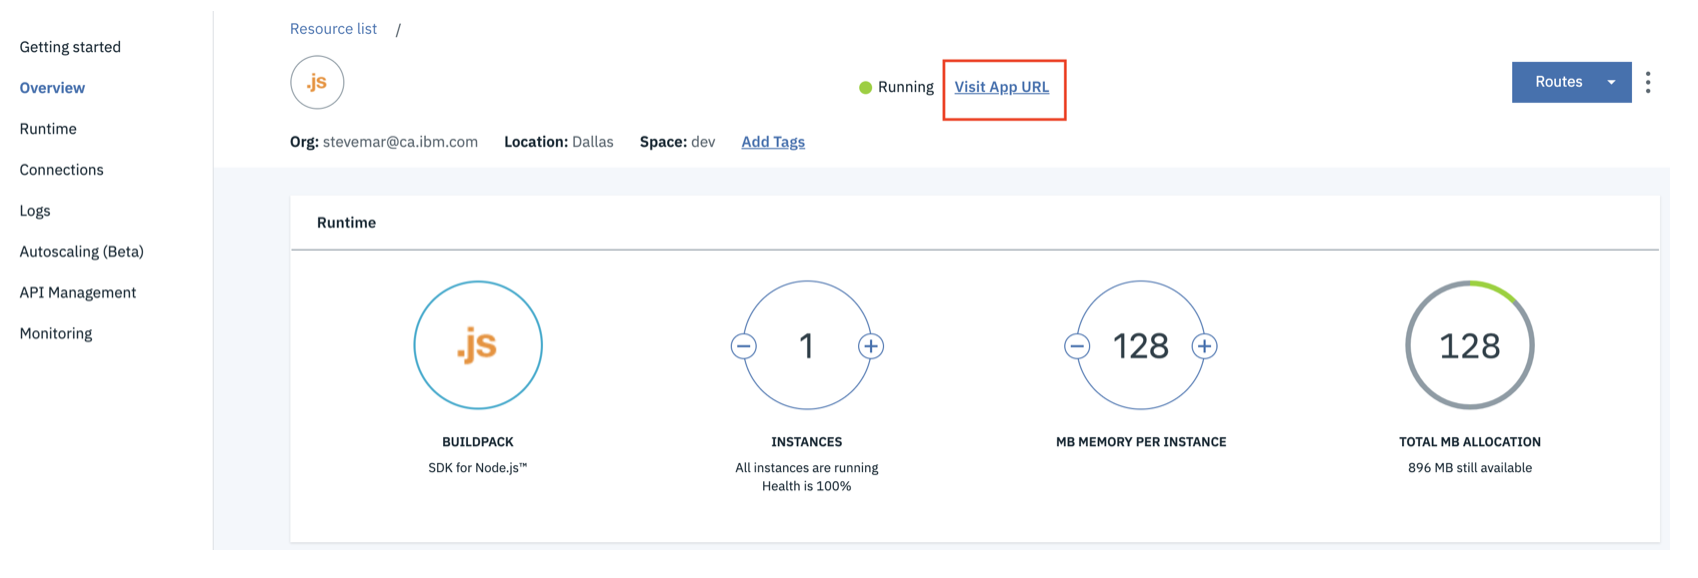 Getting started
Overview
Runtime
Connections
Logs
Autoscaling (Beta)
API Management
Monitoring
Resource list /
.js
Running Visit App URL
Routes
Org: stevemar@ca.ibm.com Location: Dallas Space: dev Add Tags
Runtime
.js
BUILDPACK
SDK for Node.js™
1
INSTANCES
All instances are running
Health is 100%
128
MB MEMORY PER INSTANCE
128
TOTAL MB ALLOCATION
896 MB still available